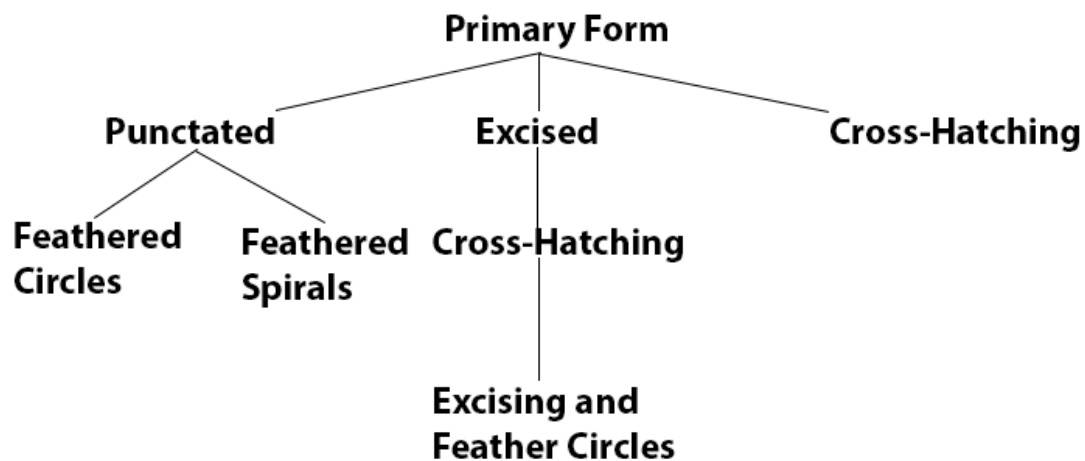 Primary Form
Punctated
Excised
Cross-Hatching
Feathered
Circles
Feathered
Spirals
Cross-Hatching
Excising and
Feather Circles